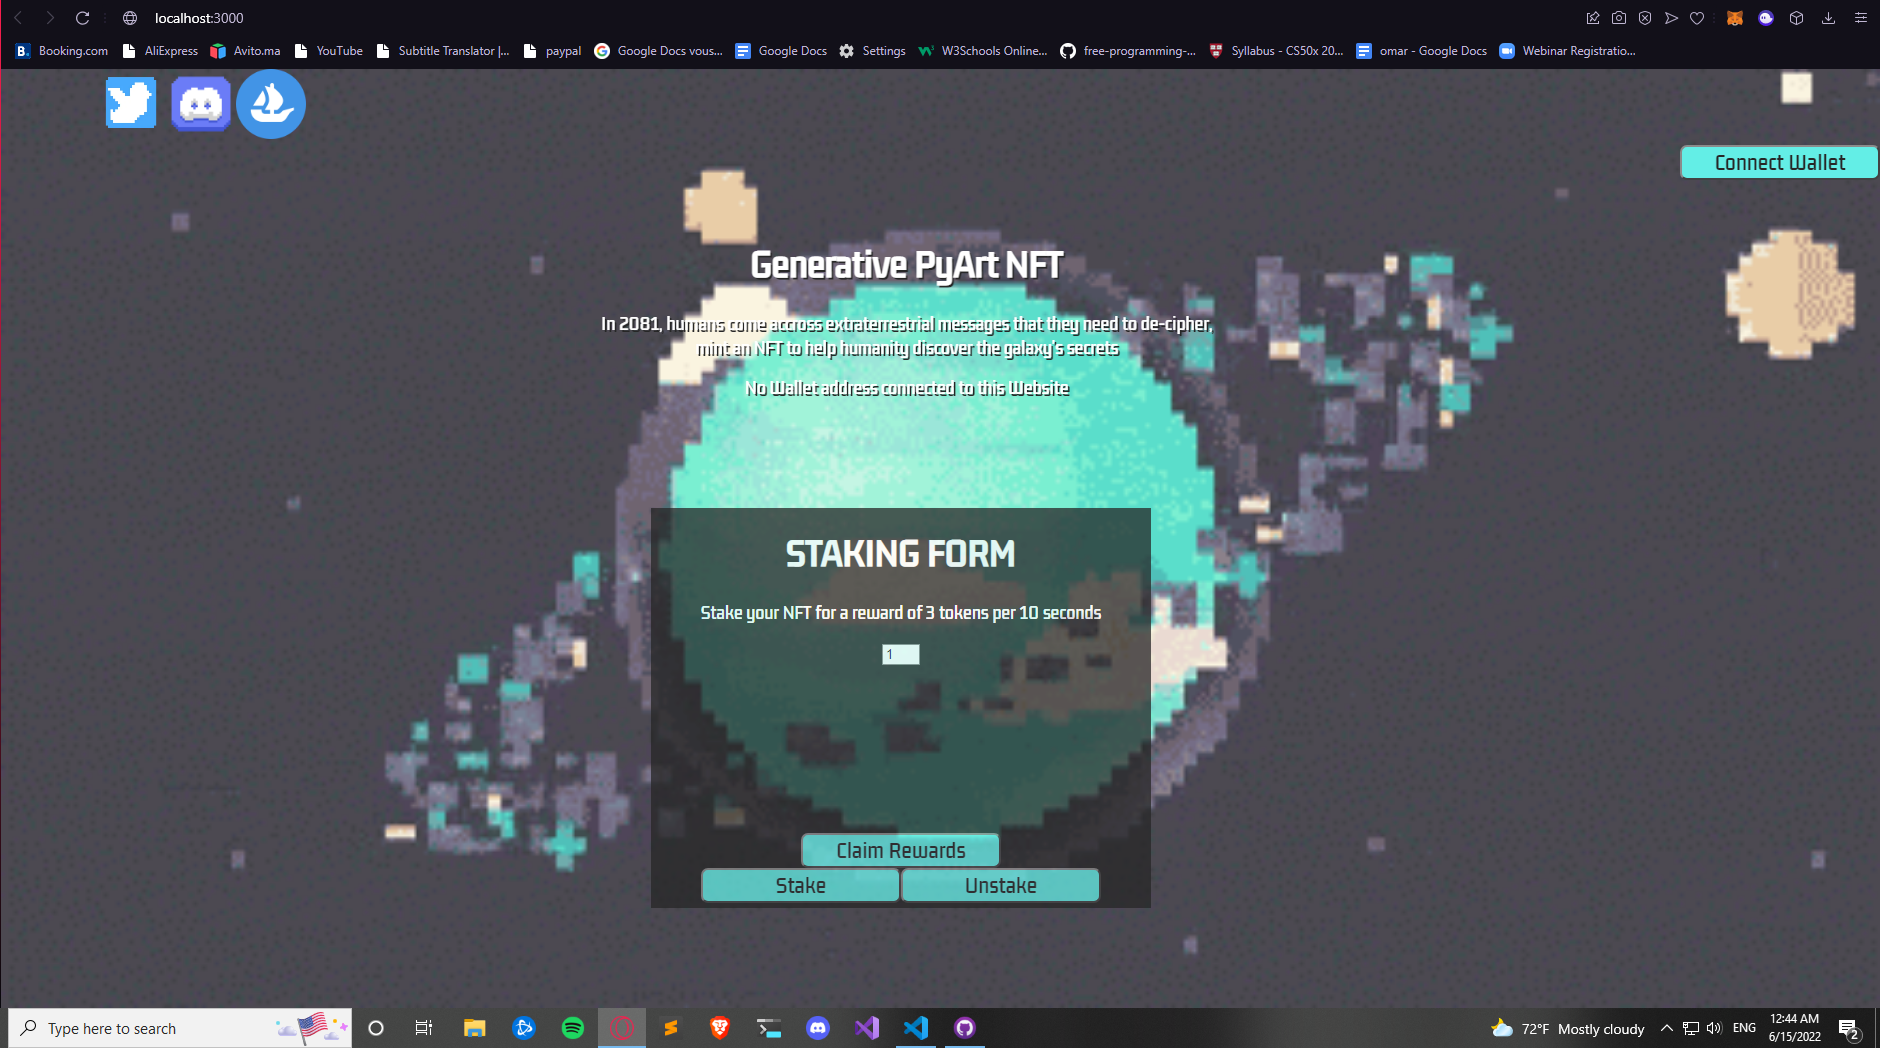 localhost:3000
Booking.com AliExpress Avito.ma YouTube Subtitle Translator |... paypal Google Docs vous... Google Docs Settings W3Schools Online... free-programming-... Syllabus - CS50x 20... omar - Google Docs Webinar Registratio...
Connect Wallet
Generative PyArt NFT
In 2081, humans come accross extraterrestrial messages that they need to de-cipher,
mint an NFT to help humanity discover the galaxy's secrets
No Wallet address connected to this Website
STAKING FORM
Stake your NFT for a reward of 3 tokens per 10 seconds
1
Claim Rewards
Stake Unstake
Type here to search
72°F Mostly cloudy
ENG
12:44 AM
6/15/2022
2